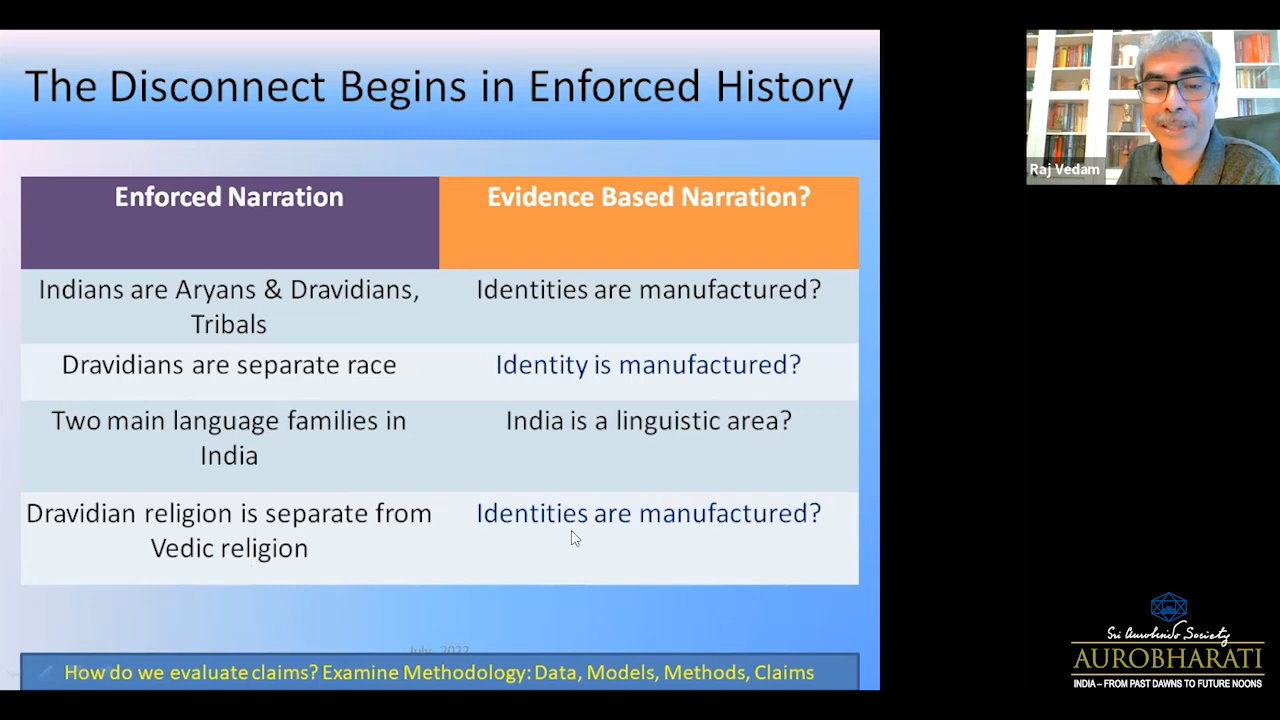 The Disconnect Begins in Enforced History
Enforced Narration
Evidence Based Narration?
Indians are Aryans & Dravidians,
Tribals
Identities are manufactured?
Dravidians are separate race
Identity is manufactured?
Two main language families in
India
India is a linguistic area?
Dravidian religion is separate from
Vedic religion
Identities are manufactured?
July, 2022
How do we evaluate claims? Examine Methodology: Data, Models, Methods, Claims
Raj Vedam
Sri Aurobindo Society
AUROBHARATI
INDIA – FROM PAST DAWNS TO FUTURE NOONS